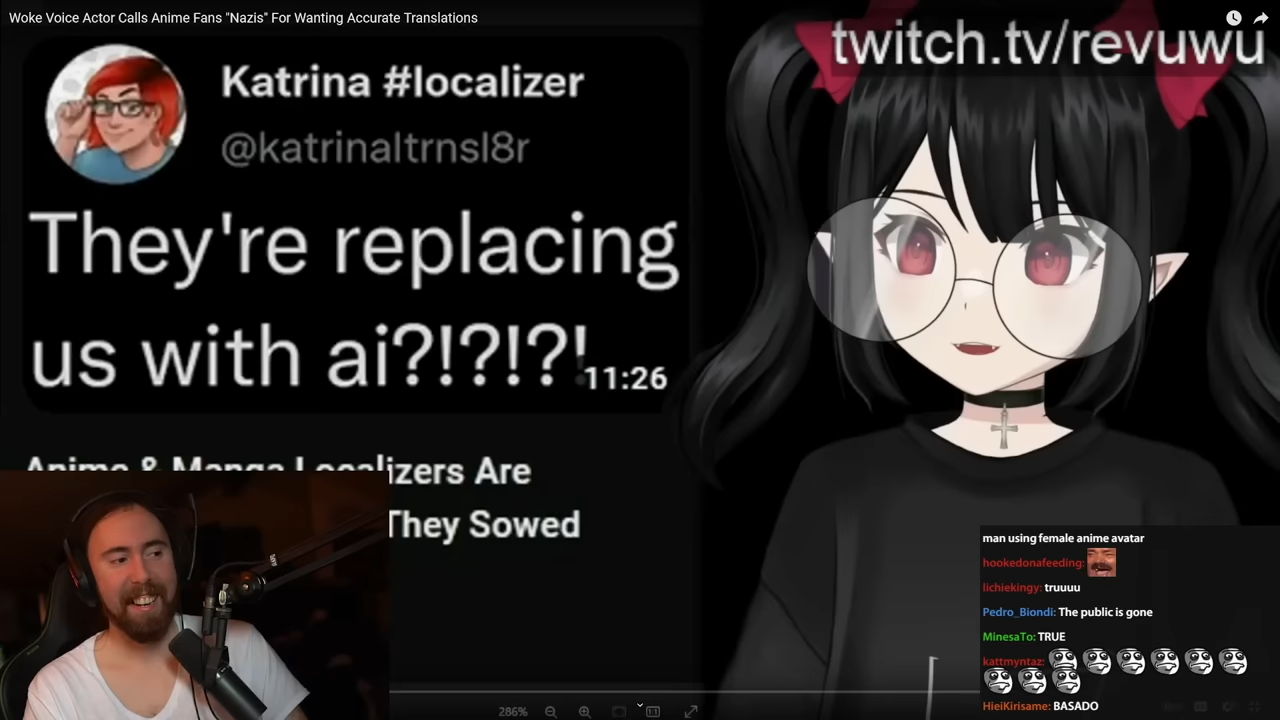 Woke Voice Actor Calls Anime Fans "Nazis" For Wanting Accurate Translations
twitch.tv/revuwu
Katrina #localizer
@katrinaltrnsl8r
They're replacing
us with ai?!?!?!
11:26
Anime & Manga Localizers Are
They Sowed
man using female anime avatar
hookedonafeeding:
lichiekingy: truuuu
Pedro_Biondi: The public is gone
MinesaTo: TRUE
kattmyntaz:
HieiKirisame: BASADO
286%